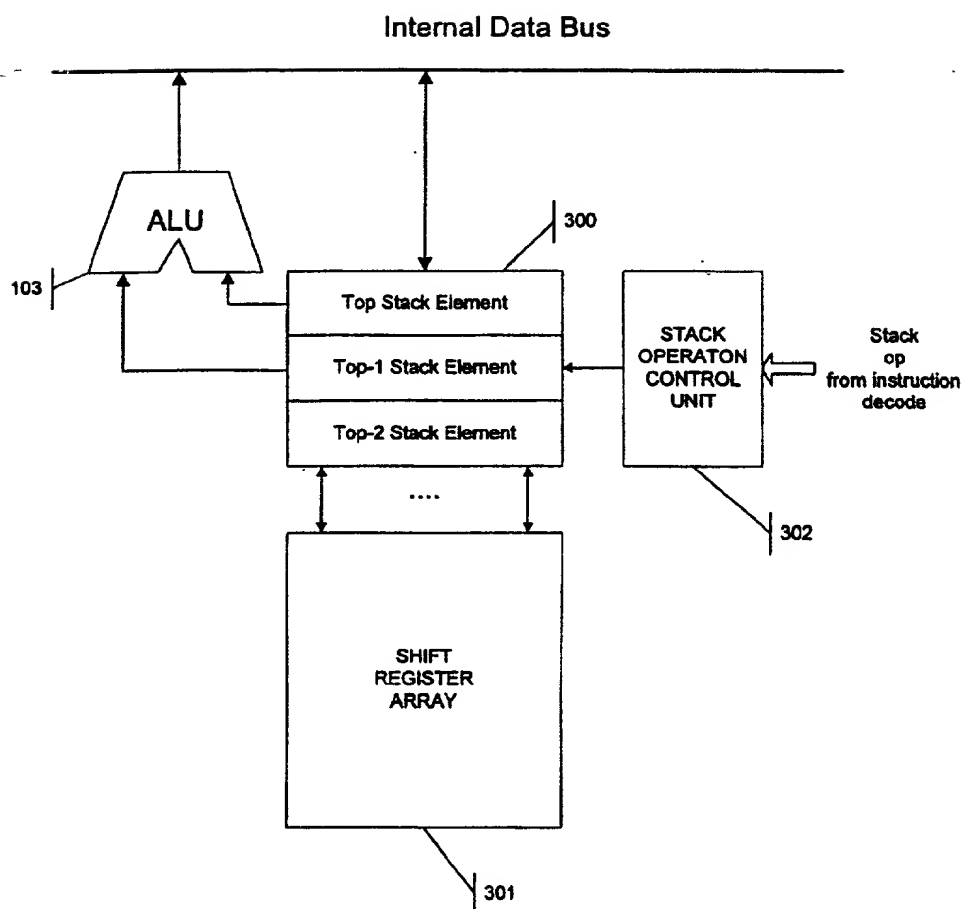 Internal Data Bus
ALU
103
300
Top Stack Element
Top-1 Stack Element
Top-2 Stack Element
STACK
OPERATON
CONTROL
UNIT
Stack
op
from instruction
decode
....
302
SHIFT
REGISTER
ARRAY
301